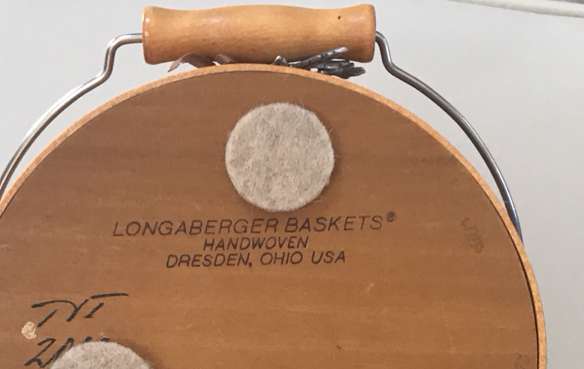 LONGABERGER BASKETS®
HANDWOVEN
DRESDEN, OHIO USA